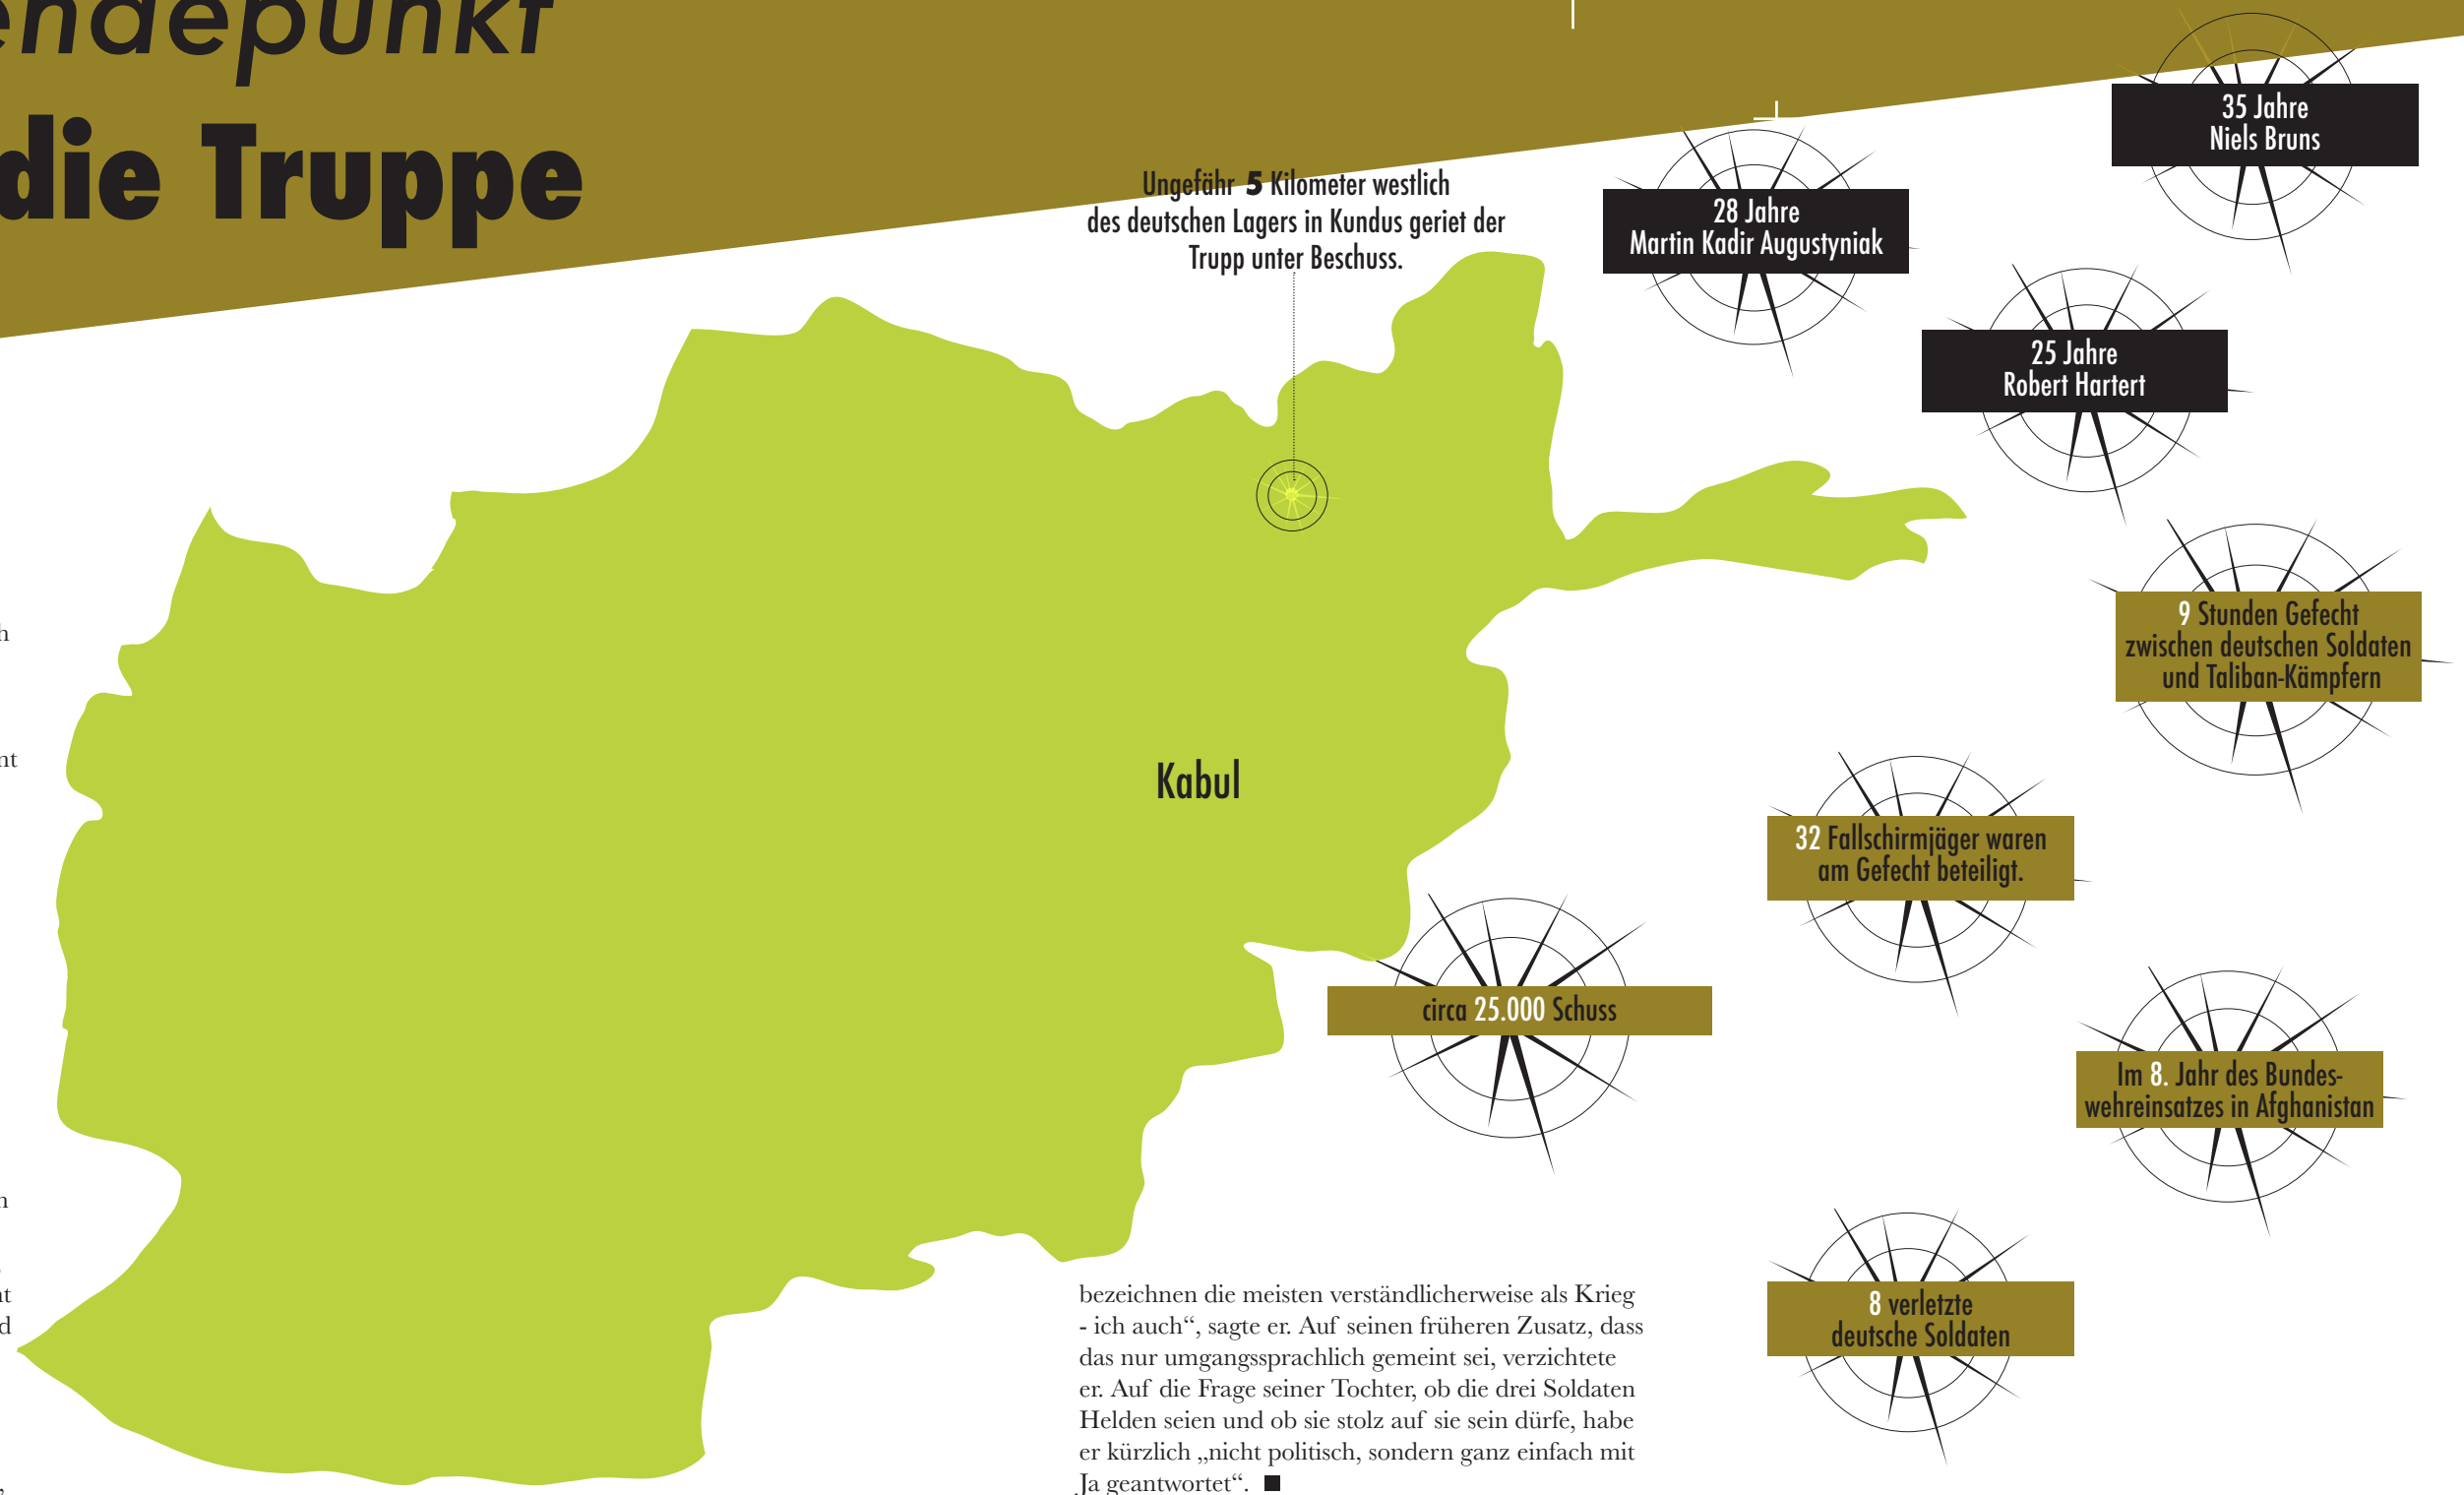 die Truppe
Ungefähr 5 Kilometer westlich
des deutschen Lagers in Kundus geriet der
Trupp unter Beschuss.
35 Jahre
Niels Bruns
28 Jahre
Martin Kadir Augustyniak
25 Jahre
Robert Hartert
9 Stunden Gefecht
zwischen deutschen Soldaten
und Taliban-Kämpfern
Kabul
32 Fallschirmjäger waren
am Gefecht beteiligt.
circa 25.000 Schuss
Im 8. Jahr des Bundes-
wehreinsatzes in Afghanistan
8 verletzte
deutsche Soldaten
bezeichnen die meisten verständlicherweise als Krieg
- ich auch“, sagte er. Auf seinen früheren Zusatz, dass
das nur umgangssprachlich gemeint sei, verzichtete
er. Auf die Frage seiner Tochter, ob die drei Soldaten
Helden seien und ob sie stolz auf sie sein dürfe, habe
er kürzlich „nicht politisch, sondern ganz einfach mit
Ja geantwortet“.